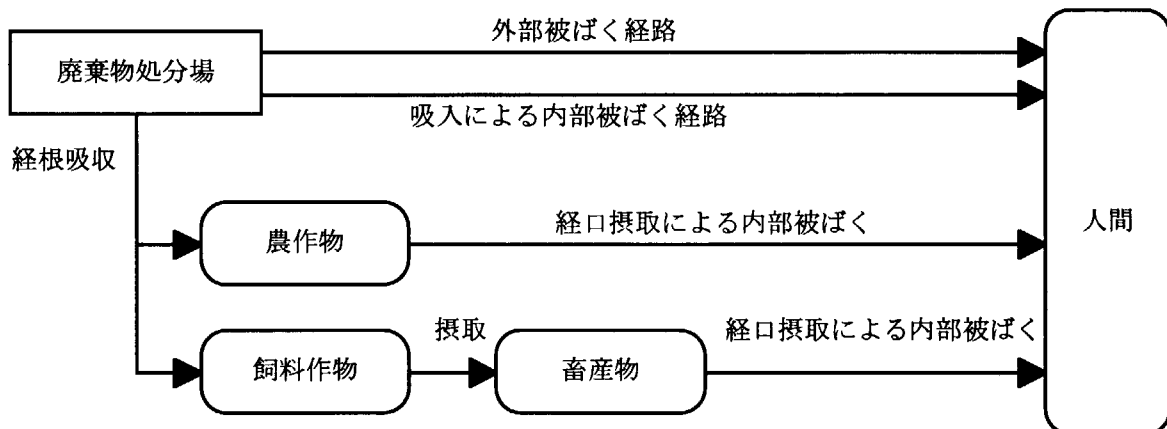 外部被ばく経路
廃棄物処分場
吸入による内部被ばく経路
経根吸収
人間
経口摂取による内部被ばく
農作物
摂取
経口摂取による内部被ばく
飼料作物
畜産物